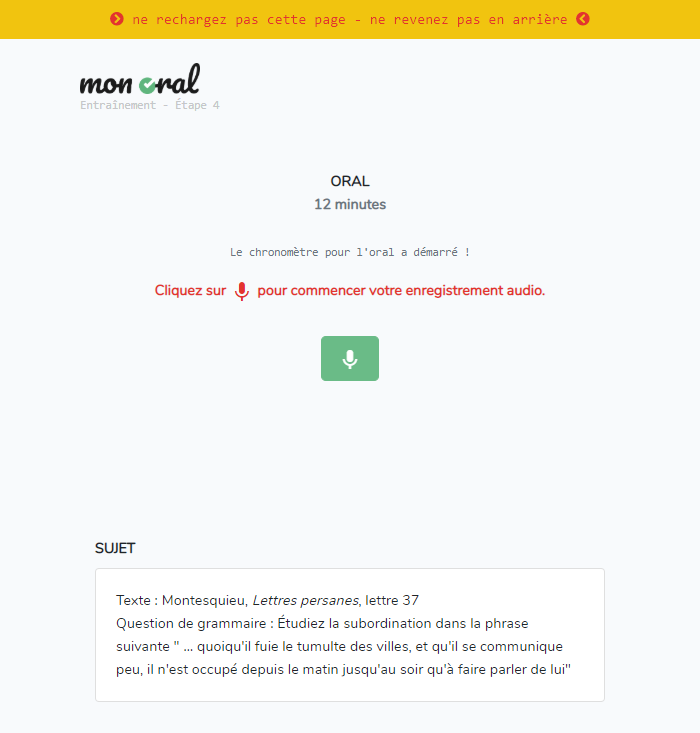 ne rechargez pas cette page - ne revenez pas en arrière
mon oral
Entraînement - Étape 4
ORAL
12 minutes
Le chronomètre pour l'oral a démarré !
Cliquez sur pour commencer votre enregistrement audio.
SUJET
Texte : Montesquieu, Lettres persanes, lettre 37
Question de grammaire : Étudiez la subordination dans la phrase
suivante " ... quoiqu'il fuie le tumulte des villes, et qu'il se communique
peu, il n'est occupé depuis le matin jusqu'au soir qu'à faire parler de lui"